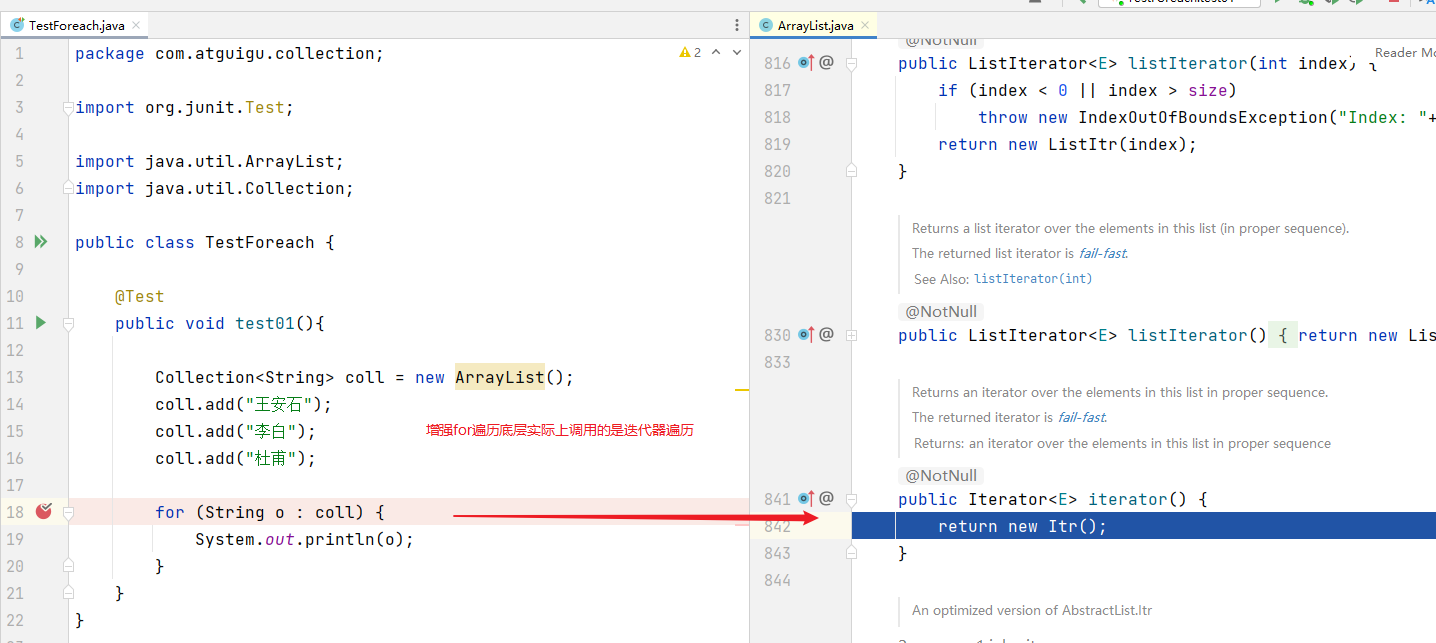 TestForeach.java
1 package com.atguigu.collection;
2
3 import org.junit.Test;
4
5 import java.util.ArrayList;
6 import java.util.Collection;
7
8 public class TestForeach {
9
10 @Test
11 public void test01(){
12
13 Collection<String> coll = new ArrayList();
14 coll.add("王安石");
15 coll.add("李白");
16 coll.add("杜甫");
17
18 for (String o : coll) {
19 System.out.println(o);
20 }
21 }
22 }
2
增强for遍历底层实际上调用的是迭代器遍历
ArrayList.java
@NotNull
Reader Mo
816 @ public ListIterator<E> listIterator(int index) {
817 if (index < 0 || index > size)
818 throw new IndexOutOfBoundsException("Index: "+
819 return new ListItr(index);
820 }
821
Returns a list iterator over the elements in this list (in proper sequence).
The returned list iterator is fail-fast.
See Also: listIterator(int)
@NotNull
830 @ public ListIterator<E> listIterator() { return new Lis
833
Returns an iterator over the elements in this list in proper sequence.
The returned iterator is fail-fast.
Returns: an iterator over the elements in this list in proper sequence
@NotNull
841 @ public Iterator<E> iterator() {
842 return new Itr();
843 }
844
An optimized version of AbstractList.Itr